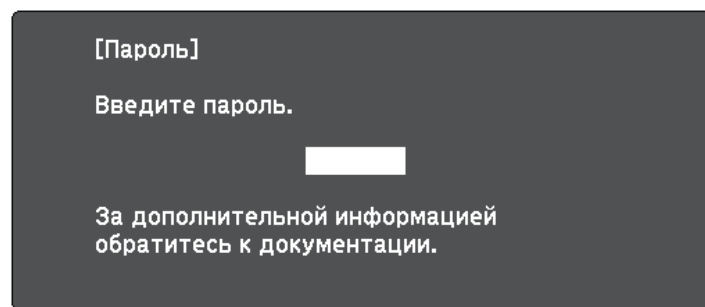 [Пароль]
Введите пароль.
За дополнительной информацией
обратитесь к документации.